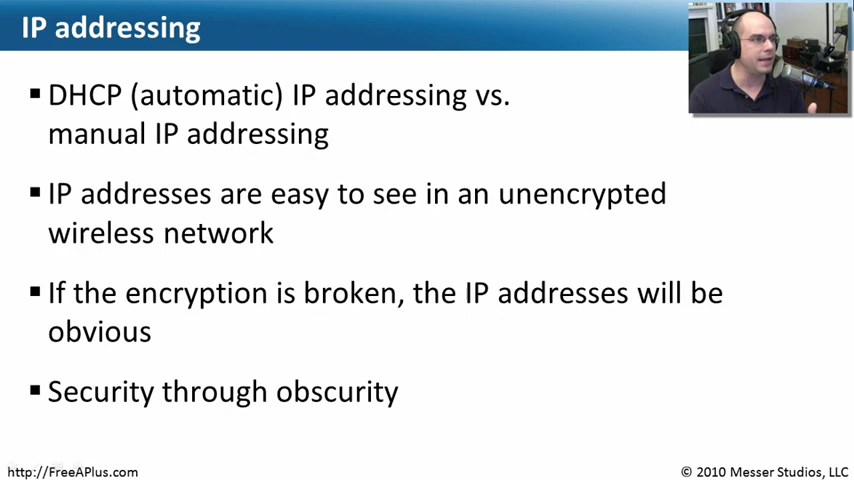 IP addressing
▪ DHCP (automatic) IP addressing vs.
manual IP addressing
▪ IP addresses are easy to see in an unencrypted
wireless network
▪ If the encryption is broken, the IP addresses will be
obvious
▪ Security through obscurity
http://FreeAPlus.com
© 2010 Messer Studios, LLC